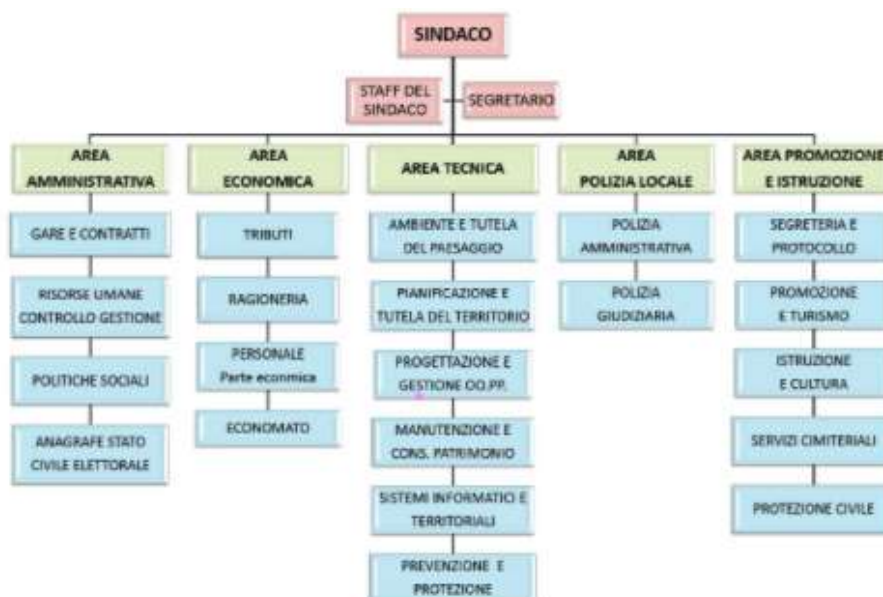 SINDACO
STAFF DEL
SINDACO
SEGRETARIO
AREA
AMMINISTRATIVA
GARE E CONTRATTI
RISORSE UMANE
CONTROLLO GESTIONE
POLITICHE SOCIALI
ANAGRAFE STATO
CIVILE ELETTORALE
AREA
ECONOMICA
TRIBUTI
RAGIONERIA
PERSONALE
Parte econmica
ECONOMATO
AREA TECNICA
AMBIENTE E TUTELA
DEL PAESAGGIO
PIANIFICAZIONE E
TUTELA DEL TERRITORIO
PROGETTAZIONE E
GESTIONE OO.PP.
MANUTENZIONE E
CONS. PATRIMONIO
SISTEMI INFORMATICI E
TERRITORIALI
PREVENZIONE E
PROTEZIONE
AREA
POLIZIA LOCALE
POLIZIA
AMMINISTRATIVA
POLIZIA
GIUDIZIARIA
AREA PROMOZIONE
E ISTRUZIONE
SEGRETERIA E
PROTOCOLLO
PROMOZIONE
E TURISMO
ISTRUZIONE
E CULTURA
SERVIZI CIMITERIALI
PROTEZIONE CIVILE